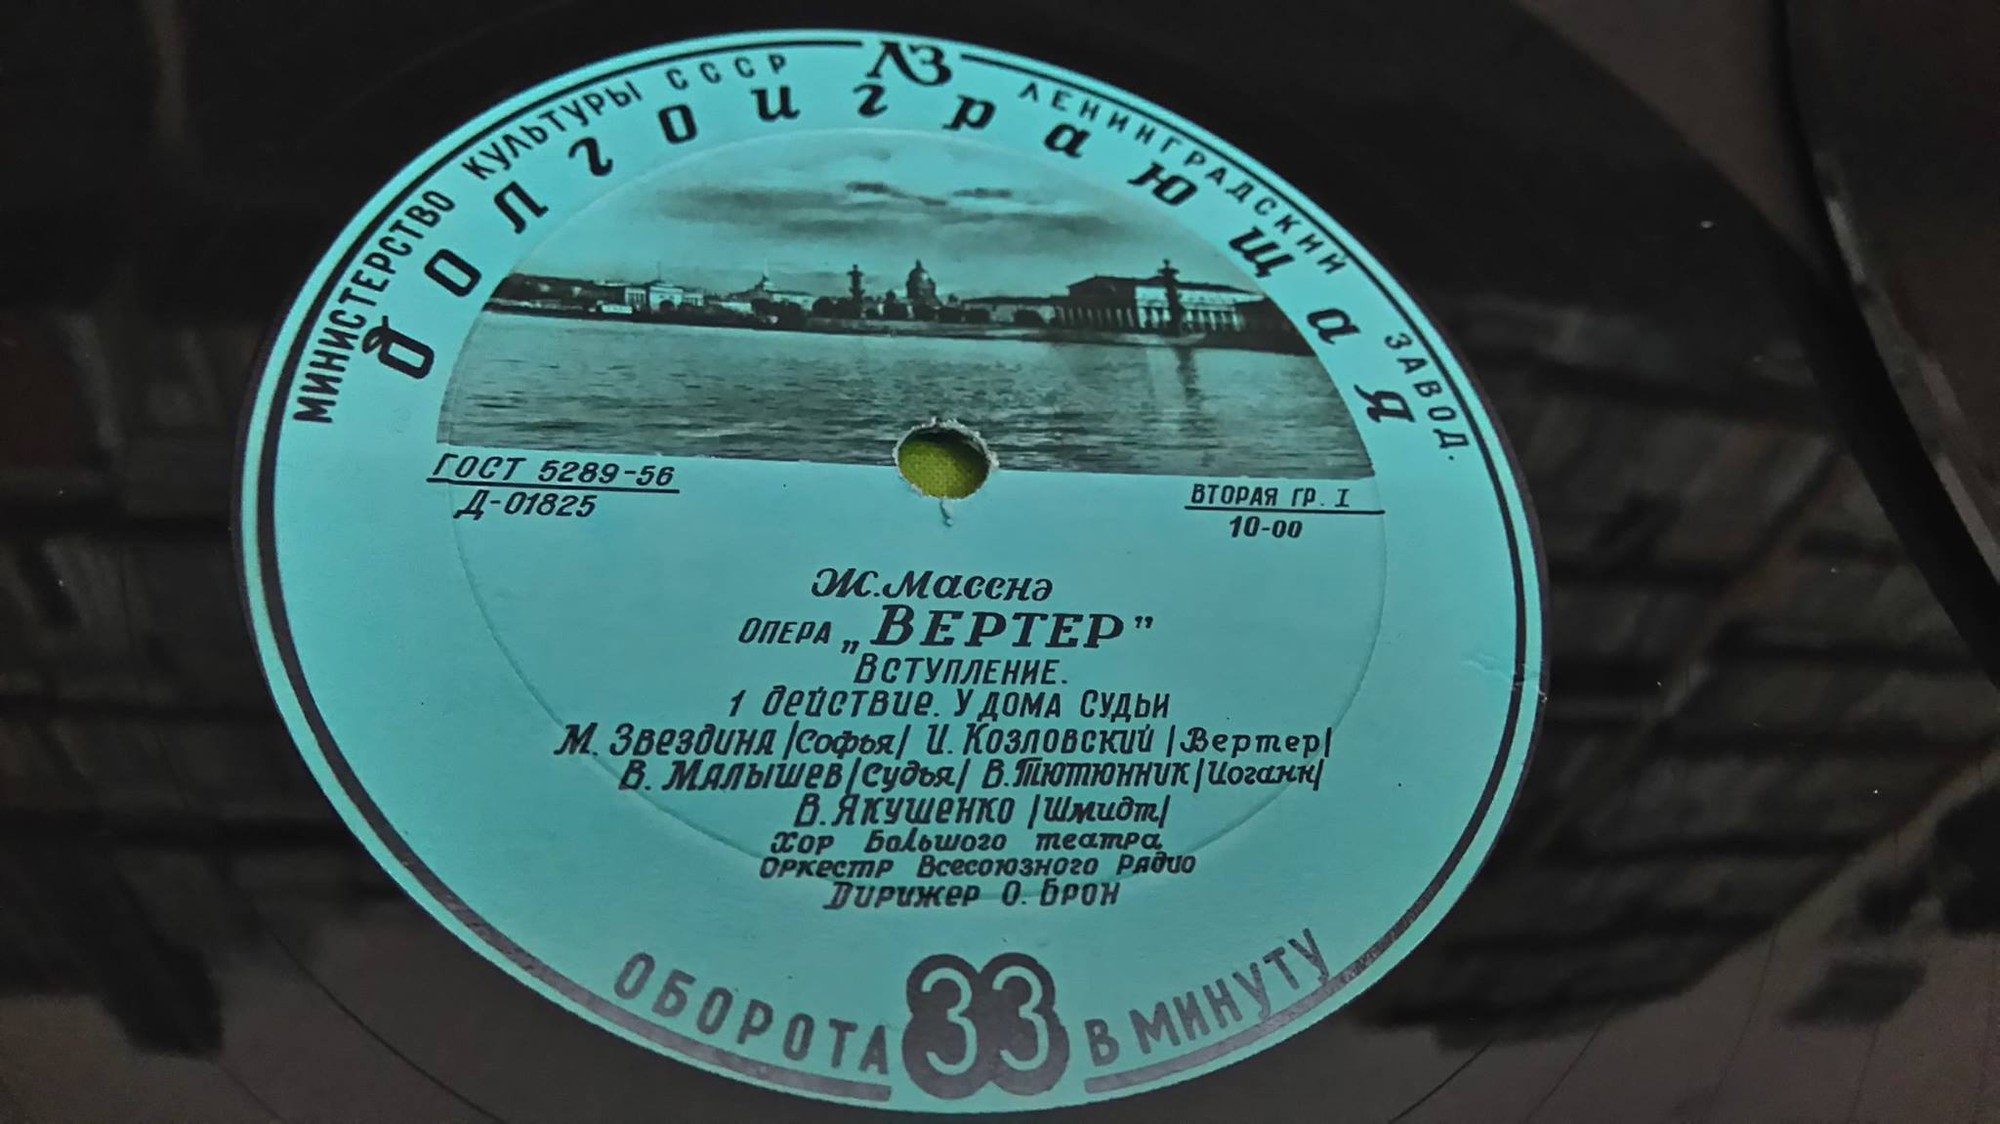 МИНИСТЕРСТВО КУЛЬТУРЫ СССР ЛЗ ЛЕНИНГРАДСКИЙ ЗАВОД.
долгоиграющая
ГОСТ 5289-56
Д-01825
ВТОРАЯ ГР. I
10-00
Ж. Масснэ
ОПЕРА „ВЕРТЕР"
ВСТУПЛЕНИЕ.
1 действие. У ДОМА СУДЬИ
М. Звездина /Софья/ И. Козловский /Вертер/
В. Малышев /Судья/ В. Тютюнник /Иоганн/
В. Якушенко /Шмидт/
Хор Большого театра
Оркестр Всесоюзного Радио
Дирижер О. Брон
ОБОРОТА 33 В МИНУТУ